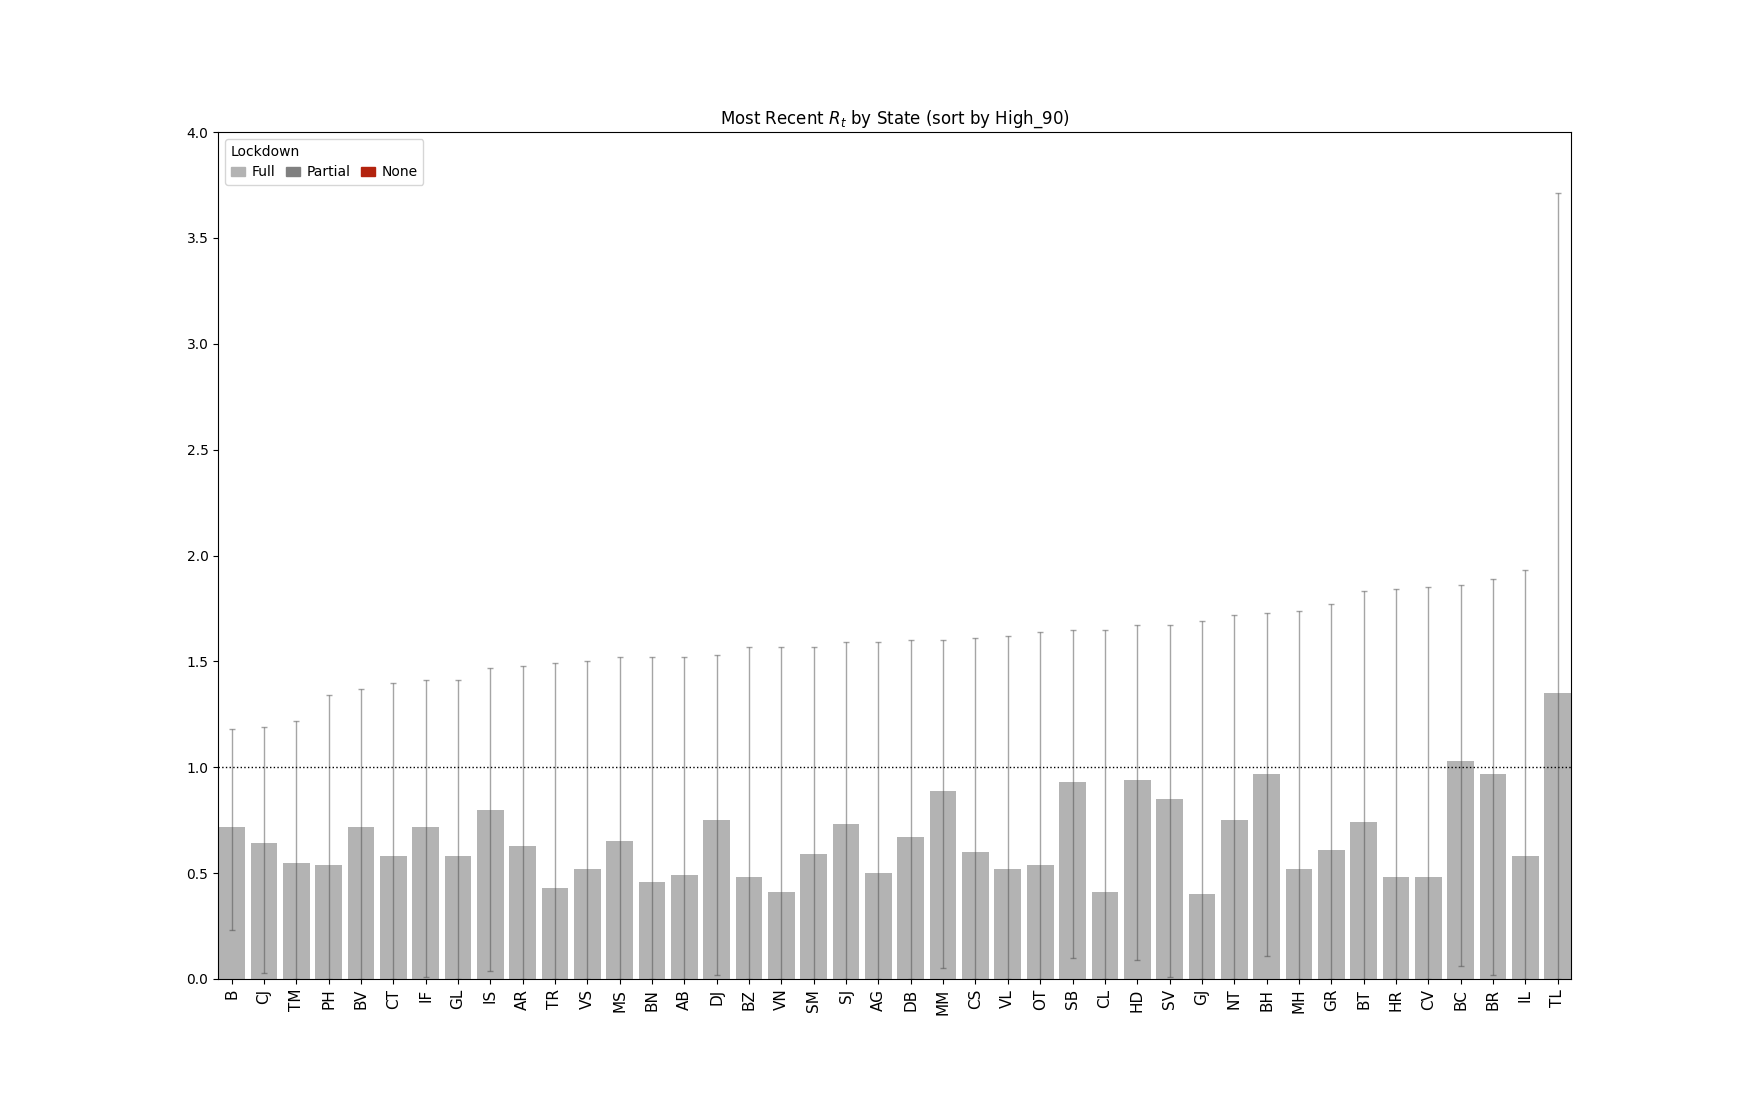 Most Recent R_t by State (sort by High_90)
Lockdown
Full Partial None
4.0
3.5
3.0
2.5
2.0
1.5
1.0
0.5
0.0
B CJ TM PH BV CT IF GL IS AR TR VS MS BN AB DJ BZ VN SM SJ AG DB MM CS VL OT SB CL HD SV GJ NT BH MH GR BT HR CV BC BR IL TL